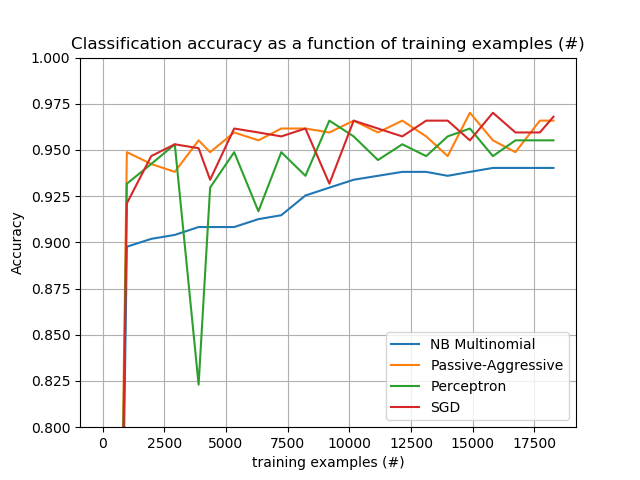 Classification accuracy as a function of training examples (#)
1.000
0.975
0.950
0.925
0.900
0.875
0.850
0.825
0.800
Accuracy
NB Multinomial
Passive-Aggressive
Perceptron
SGD
0 2500 5000 7500 10000 12500 15000 17500
training examples (#)